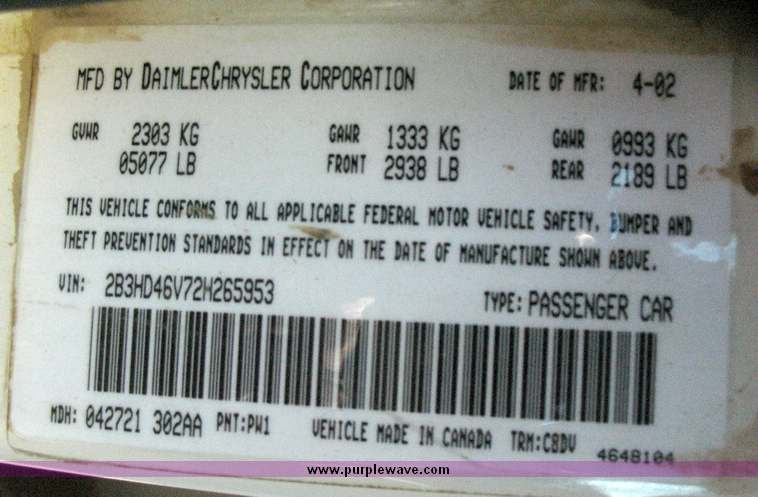 MFD BY DAIMLERCHRYSLER CORPORATION DATE OF MFR: 4-02
GVWR 2303 KG GAWR 1333 KG GAWR 0993 KG
05077 LB FRONT 2938 LB REAR 2189 LB
THIS VEHICLE CONFORMS TO ALL APPLICABLE FEDERAL MOTOR VEHICLE SAFETY, BUMPER AND
THEFT PREVENTION STANDARDS IN EFFECT ON THE DATE OF MANUFACTURE SHOWN ABOVE.
VIN: 2B3HD46V72H265953 TYPE: PASSENGER CAR
MDH: 042721 302AA PNT:PW1 VEHICLE MADE IN CANADA TRM:C8DV
4648104
www.purplewave.com